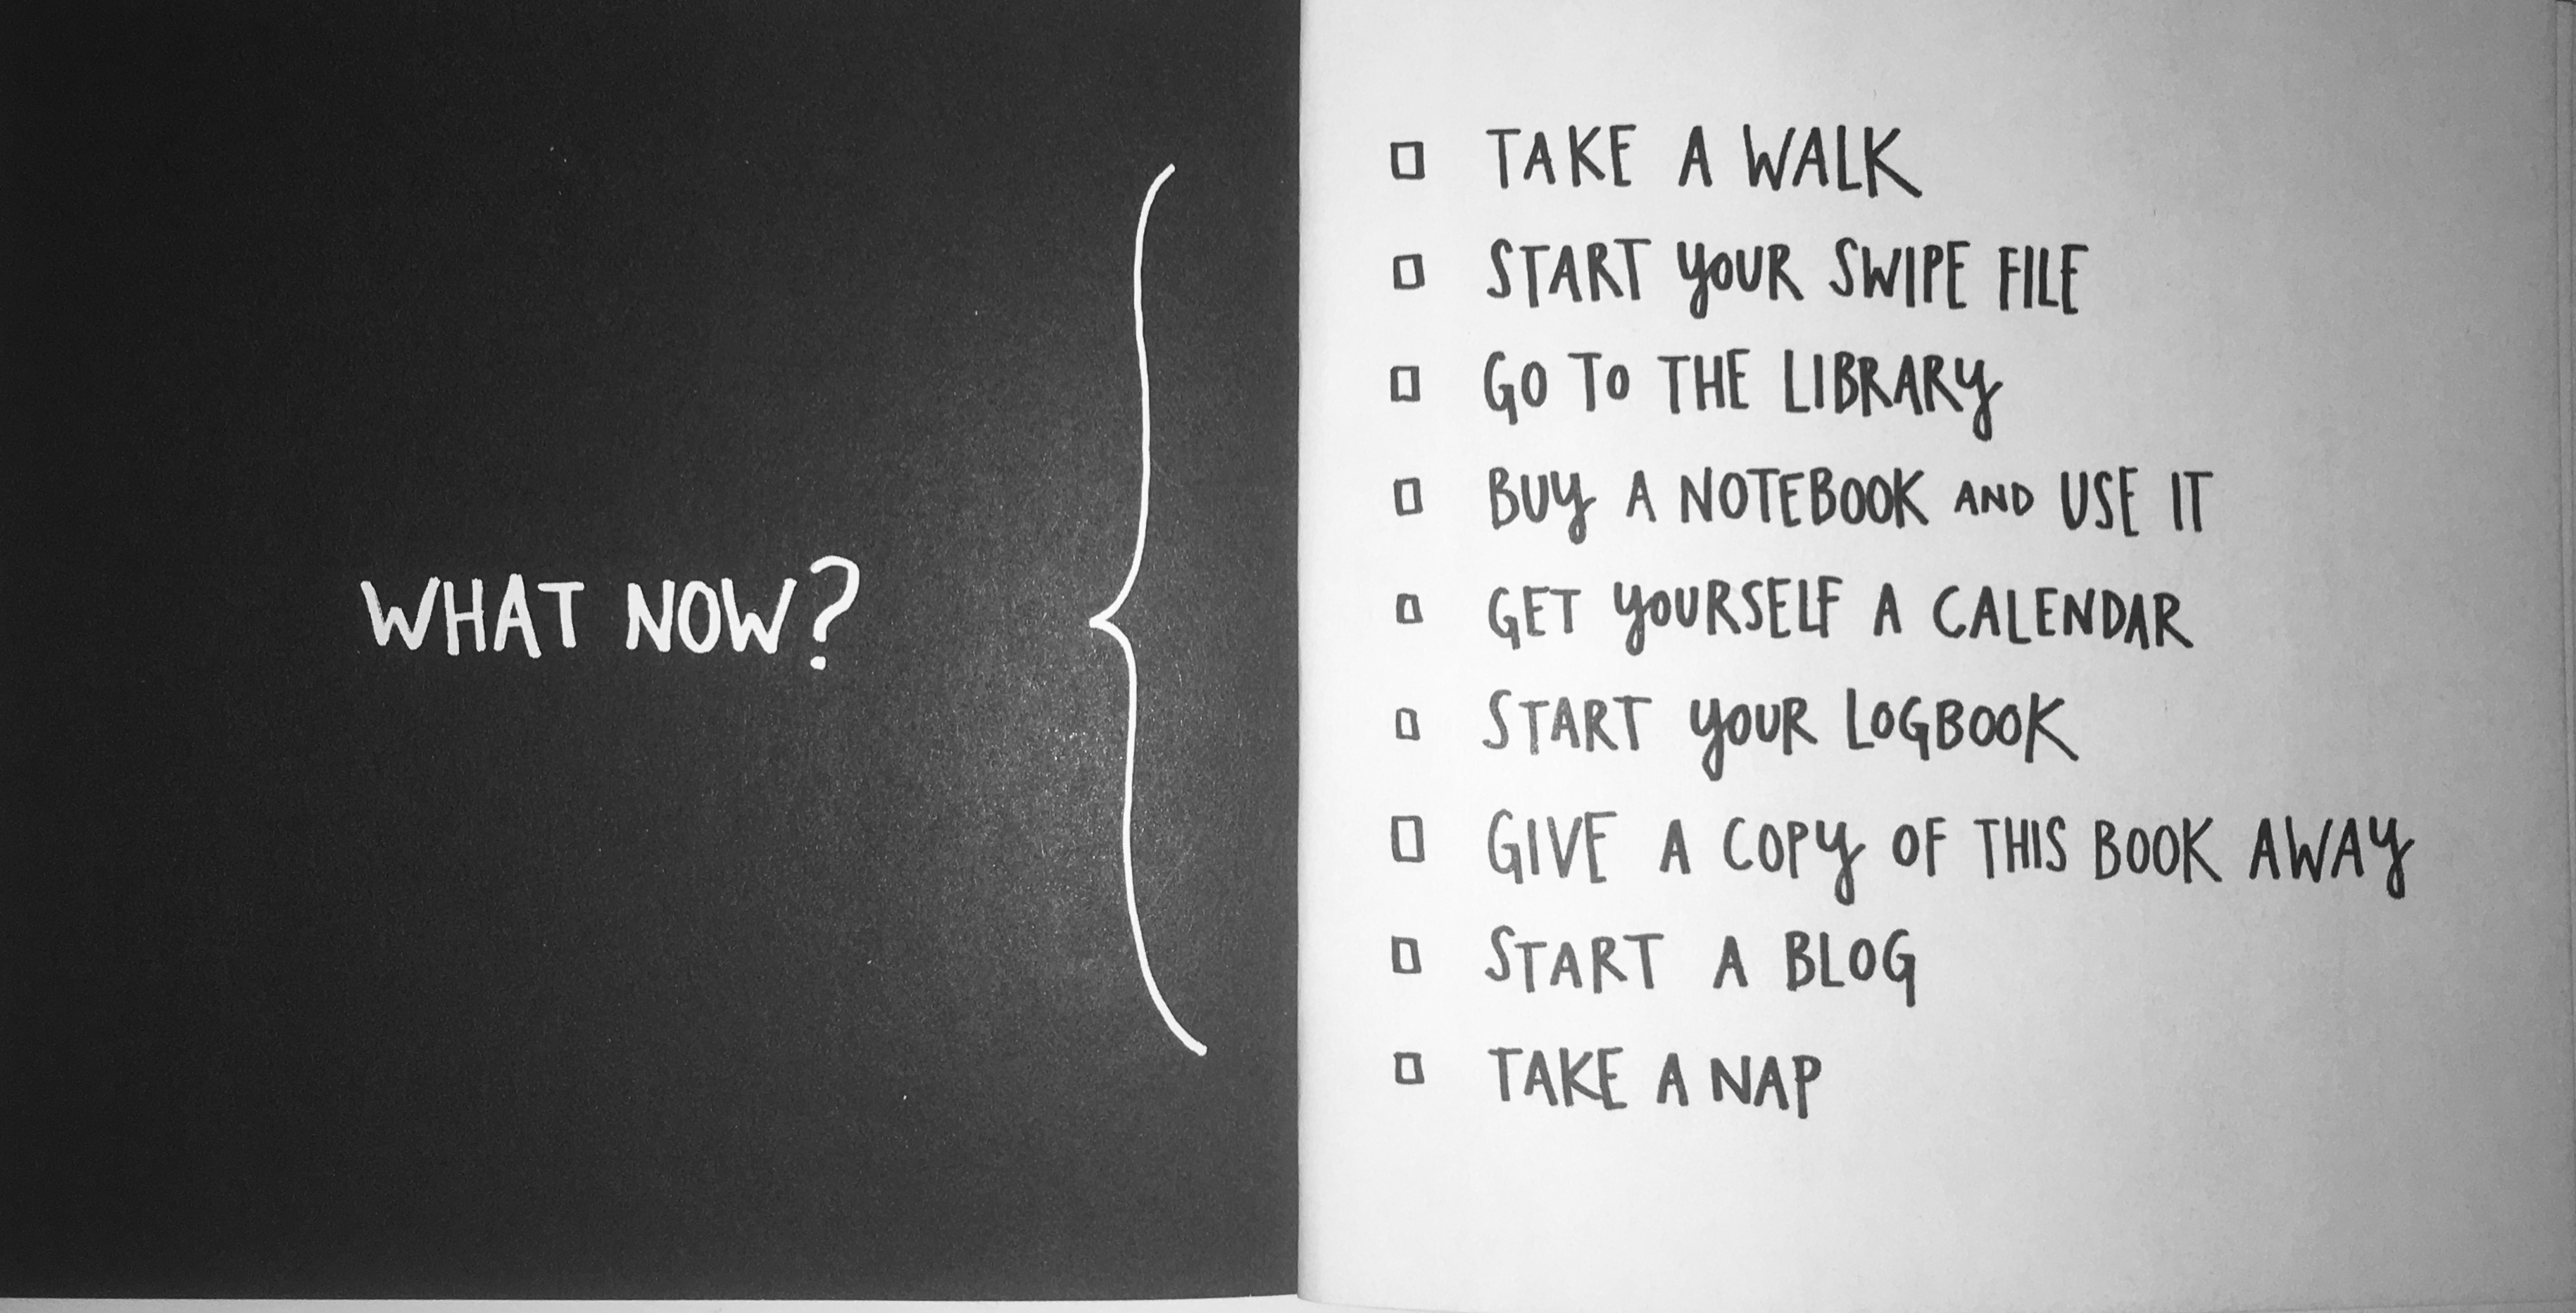 WHAT NOW?
TAKE A WALK
START YOUR SWIPE FILE
GO TO THE LIBRARY
BUY A NOTEBOOK AND USE IT
GET YOURSELF A CALENDAR
START YOUR LOGBOOK
GIVE A COPY OF THIS BOOK AWAY
START A BLOG
TAKE A NAP